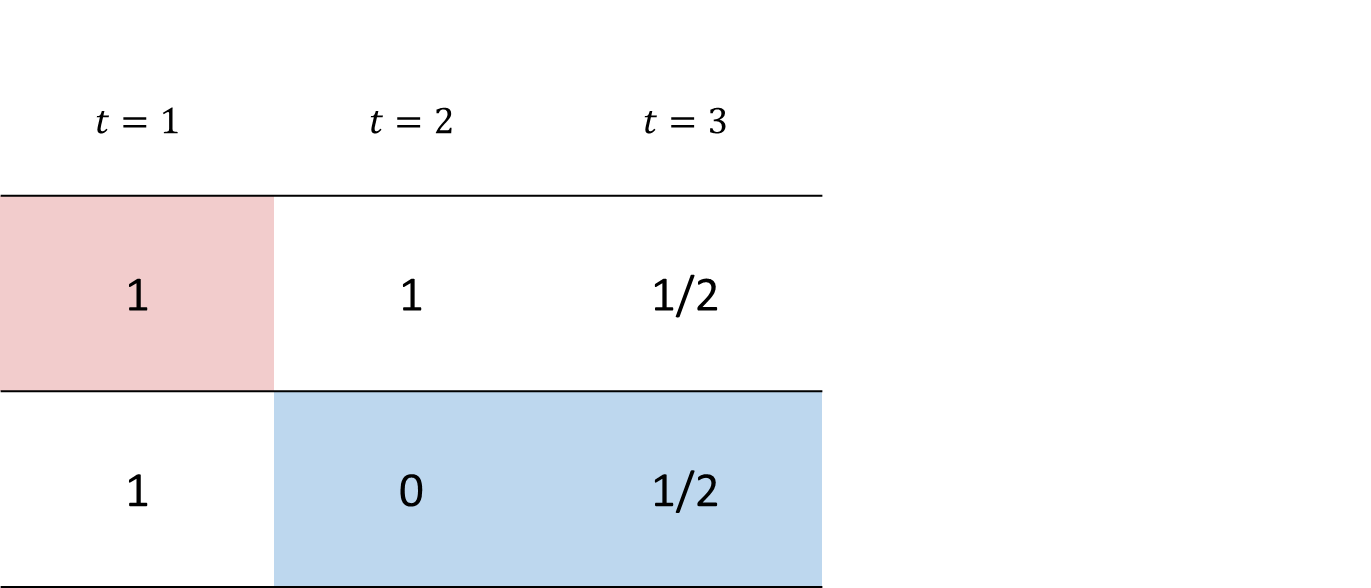 t = 1 t = 2 t = 3
1 1 1/2
1 0 1/2